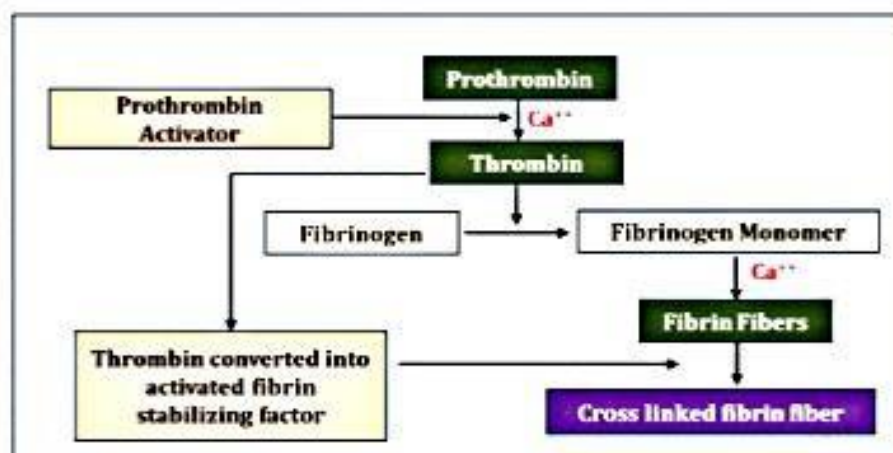 Prothrombin
Prothrombin
Activator
Ca++
Thrombin
Fibrinogen
Fibrinogen Monomer
Ca++
Fibrin Fibers
Thrombin converted into
activated fibrin
stabilizing factor
Cross linked fibrin fiber